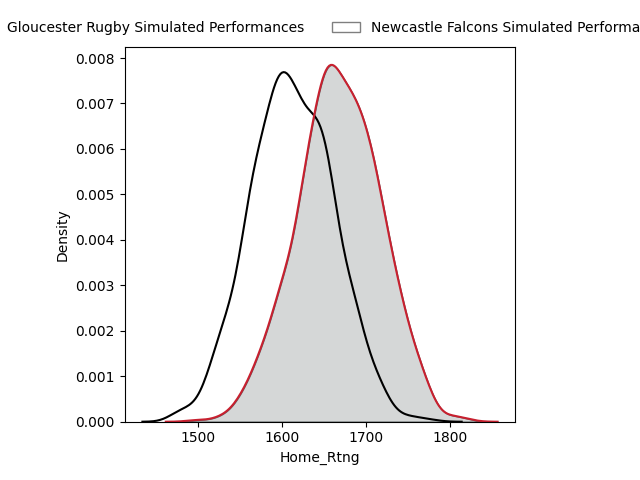 Gloucester Rugby Simulated Performances
Newcastle Falcons Simulated Performa
0.008
0.007
0.006
0.005
0.004
0.003
0.002
0.001
0.000
Density
1500 1600 1700 1800
Home_Rtng